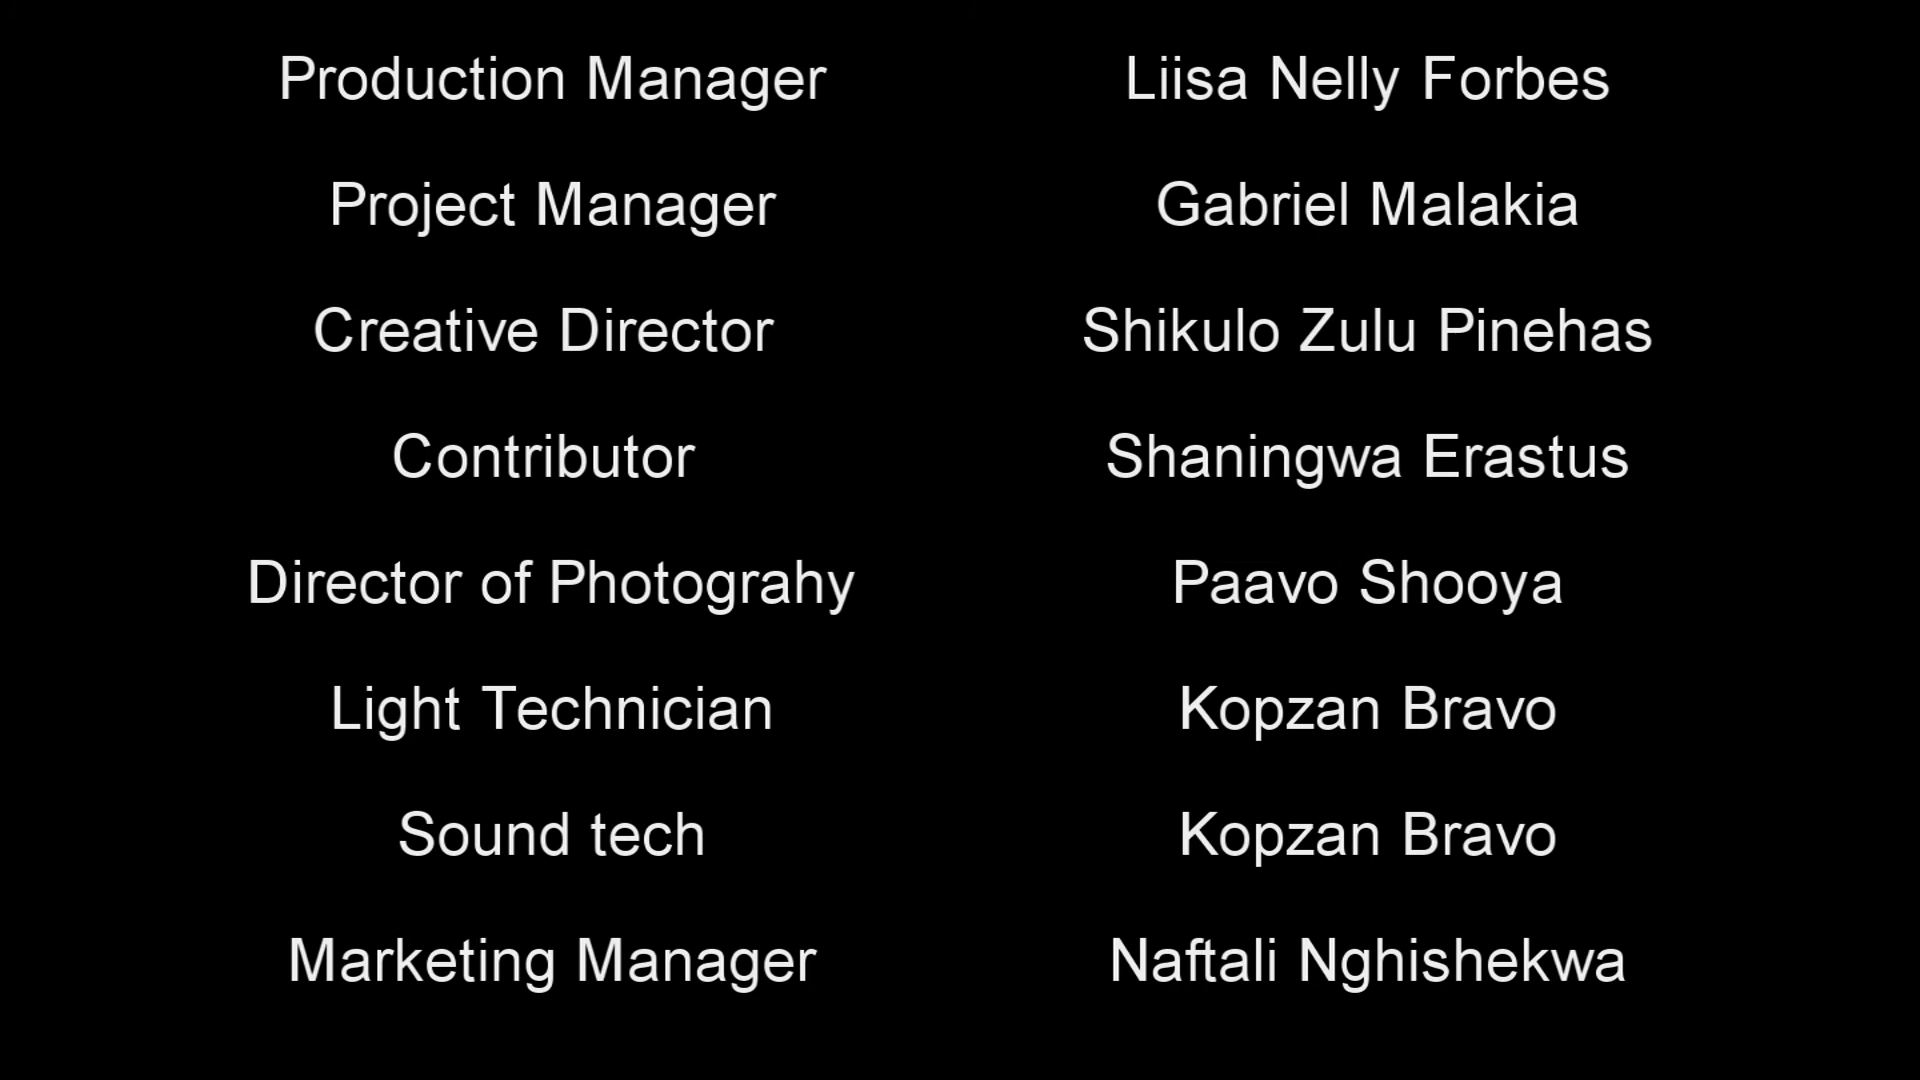 Production Manager Liisa Nelly Forbes
Project Manager Gabriel Malakia
Creative Director Shikulo Zulu Pinehas
Contributor Shaningwa Erastus
Director of Photograhy Paavo Shooya
Light Technician Kopzan Bravo
Sound tech Kopzan Bravo
Marketing Manager Naftali Nghishekwa